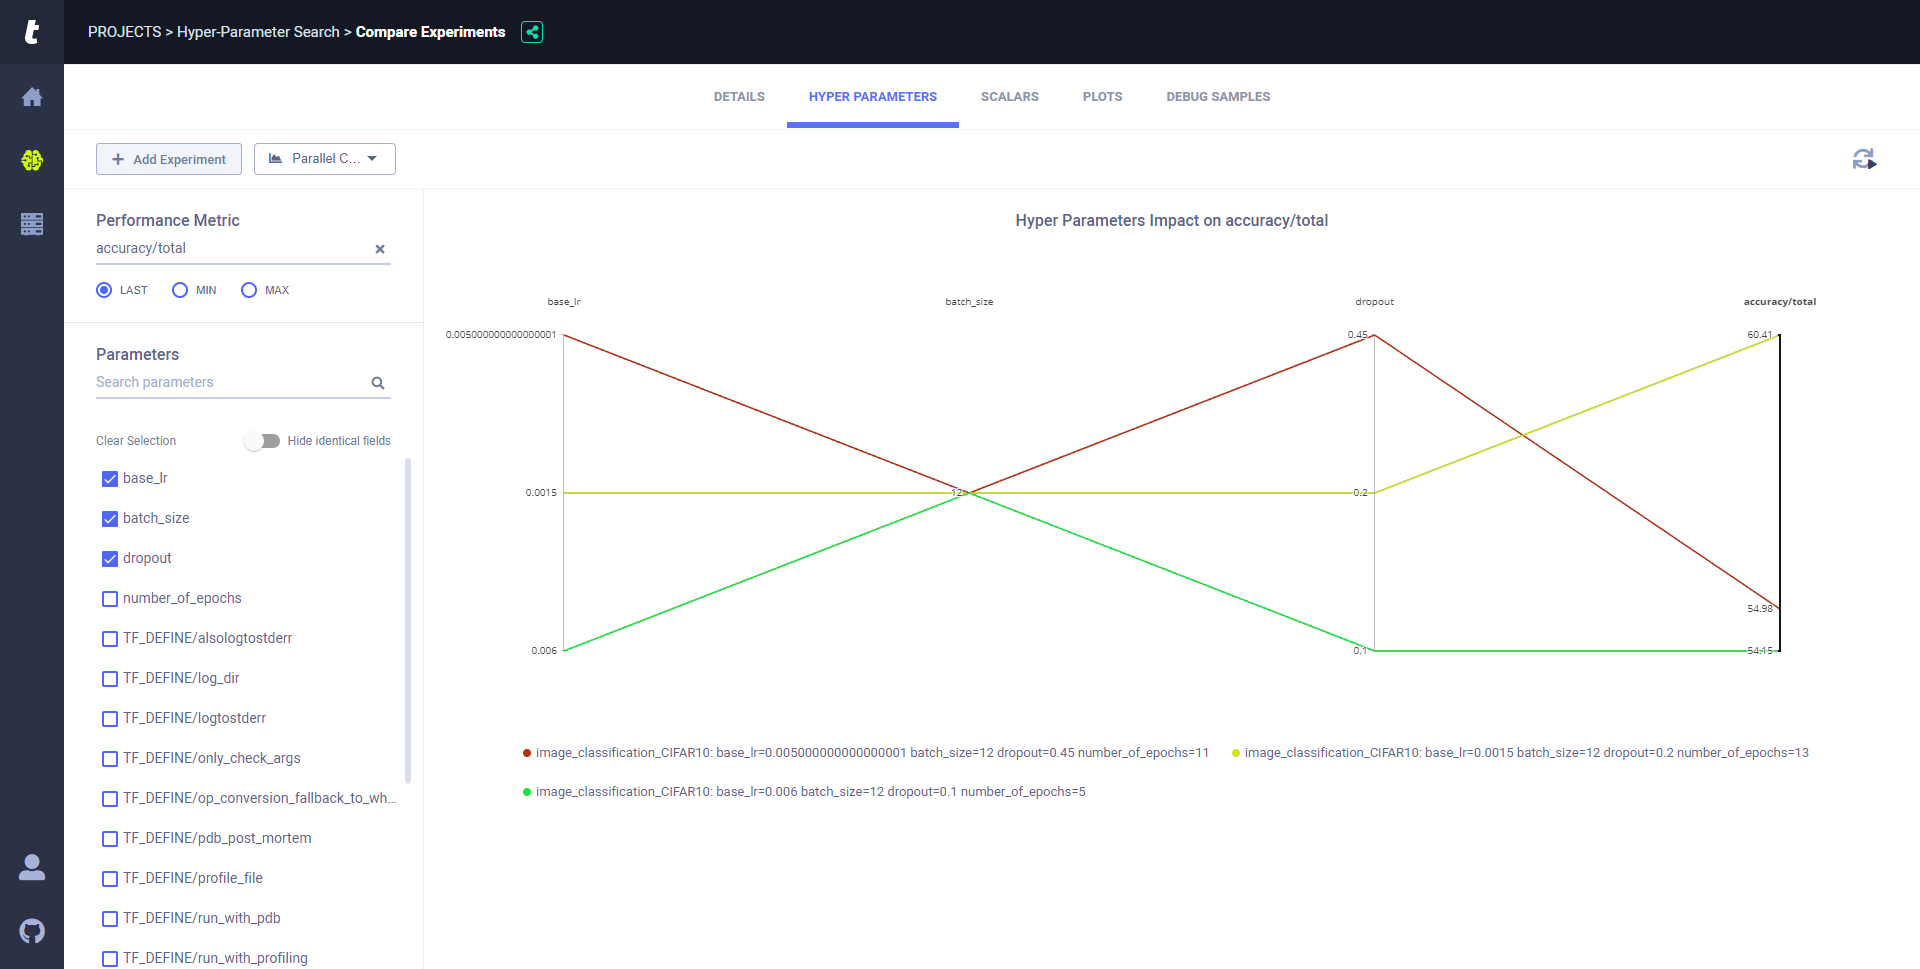 t
PROJECTS > Hyper-Parameter Search > Compare Experiments
DETAILS HYPER PARAMETERS SCALARS PLOTS DEBUG SAMPLES
+ Add Experiment Parallel C...
Performance Metric
accuracy/total
LAST MIN MAX
Parameters
Search parameters
Clear Selection Hide identical fields
base_lr
batch_size
dropout
number_of_epochs
TF_DEFINE/alsologtostderr
TF_DEFINE/log_dir
TF_DEFINE/logtostderr
TF_DEFINE/only_check_args
TF_DEFINE/op_conversion_fallback_to_wh...
TF_DEFINE/pdb_post_mortem
TF_DEFINE/profile_file
TF_DEFINE/run_with_pdb
TF_DEFINE/run_with_profiling
Hyper Parameters Impact on accuracy/total
base_lr batch_size dropout accuracy/total
0.005000000000000001 0.45 60.41
0.0015 12 0.2
54.98
0.006 0.1 54.15
image_classification_CIFAR10: base_lr=0.005000000000000001 batch_size=12 dropout=0.45 number_of_epochs=11
image_classification_CIFAR10: base_lr=0.0015 batch_size=12 dropout=0.2 number_of_epochs=13
image_classification_CIFAR10: base_lr=0.006 batch_size=12 dropout=0.1 number_of_epochs=5